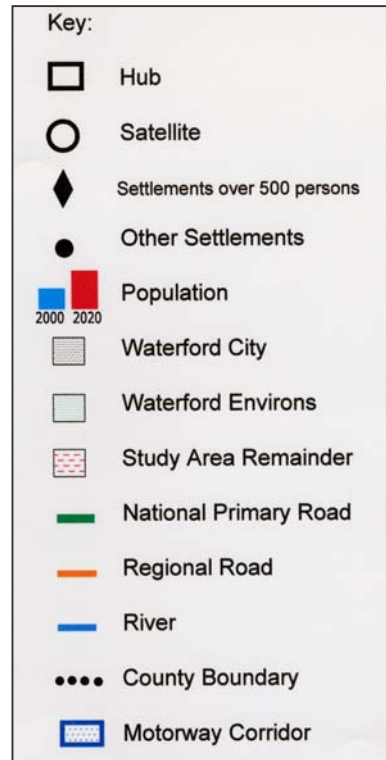 Key:
Hub
Satellite
Settlements over 500 persons
Other Settlements
Population
2000 2020
Waterford City
Waterford Environs
Study Area Remainder
National Primary Road
Regional Road
River
County Boundary
Motorway Corridor